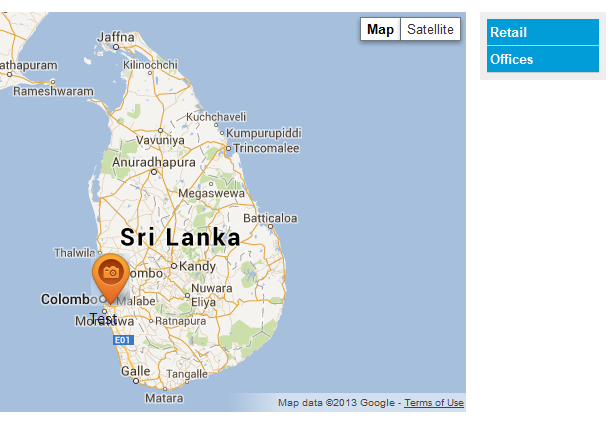 Jaffna
Map
Satellite
Retail
Offices
athapuram
Kilinochchi
Rameshwaram
Kuchchaveli
Kumpurupiddi
Vavuniya
Trincomalee
Anuradhapura
Megaswewa
Batticaloa
Sri Lanka
Thalwila
ombo
Kandy
Nuwara
Eliya
Colombo
Malabe
Moratuwa
Test
Ratnapura
E01
Galle
Tangalle
Matara
Map data ©2013 Google - Terms of Use